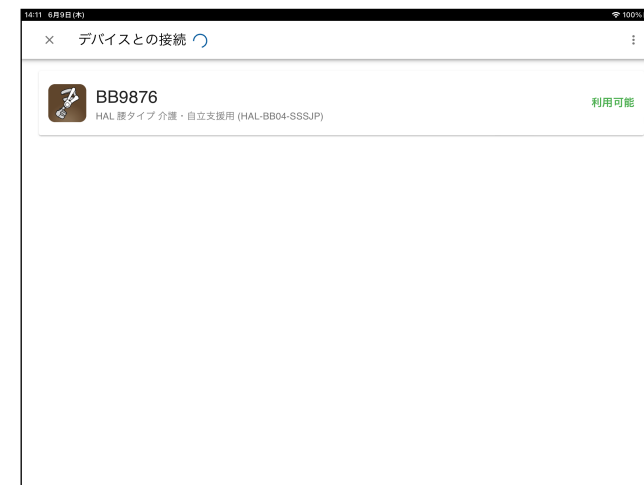 14:11 6月9日(木) 100%
デバイスとの接続
BB9876
HAL 腰タイプ 介護・自立支援用 (HAL-BB04-SSSJP)
利用可能